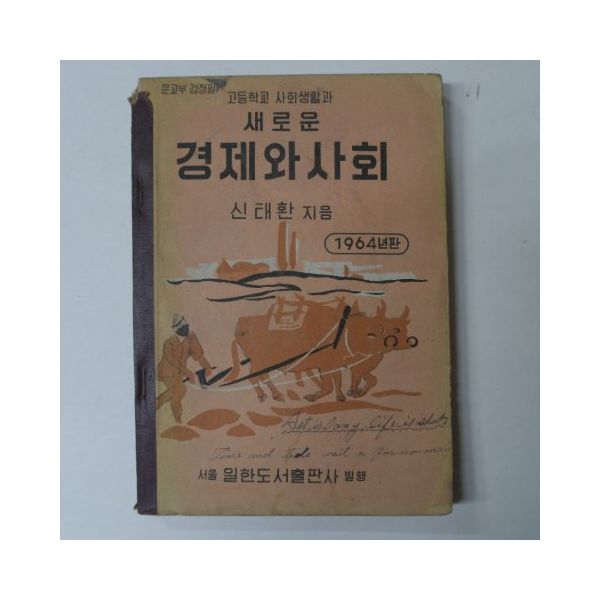 문교부 검정필
고등학교 사회생활과
새로운
경제와사회
신태환 지음
1964년판
Art is long, life is short.
Time and tide wait for no man
서울 일한도서출판사 발행